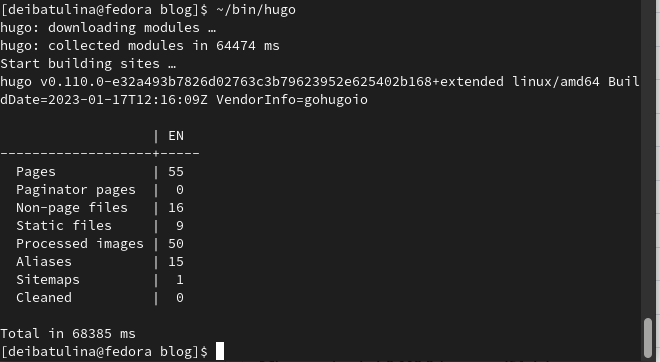 [deibatulina@fedora blog]$ ~/bin/hugo
hugo: downloading modules …
hugo: collected modules in 64474 ms
Start building sites …
hugo v0.110.0-e32a493b7826d02763c3b79623952e625402b168+extended linux/amd64 Buil
dDate=2023-01-17T12:16:09Z VendorInfo=gohugoio

                   | EN
-------------------+-----
  Pages            | 55
  Paginator pages  |  0
  Non-page files   | 16
  Static files     |  9
  Processed images | 50
  Aliases          | 15
  Sitemaps         |  1
  Cleaned          |  0

Total in 68385 ms
[deibatulina@fedora blog]$